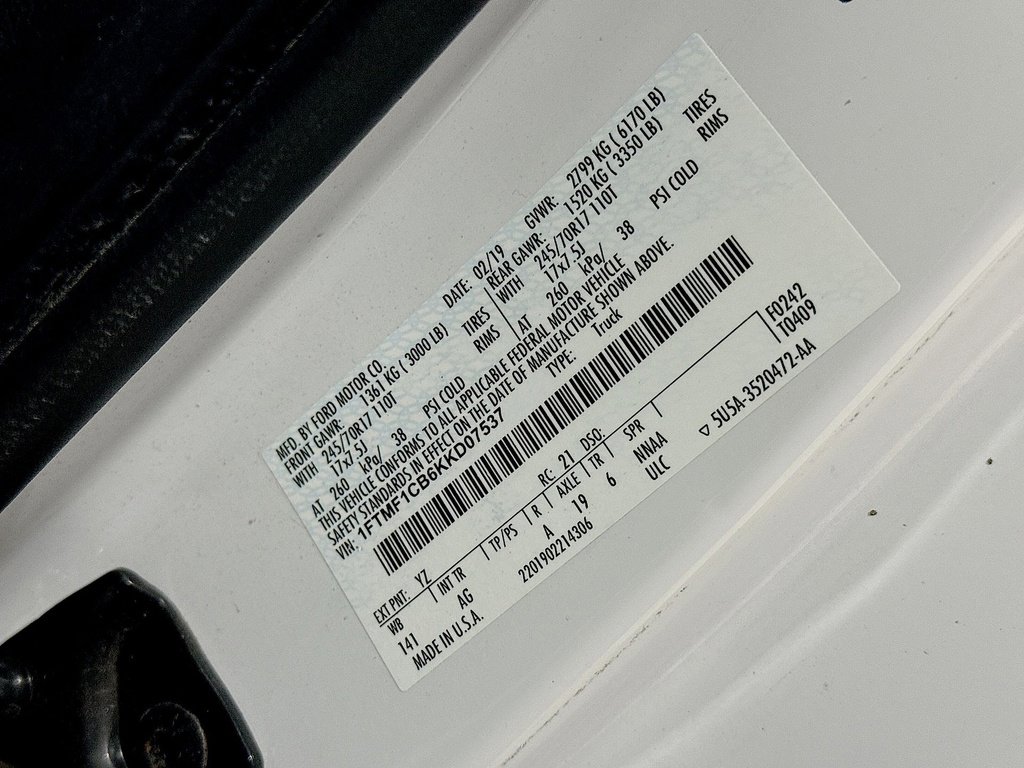 MFD. BY FORD MOTOR CO. DATE: 02/19 GVWR: 2799 KG ( 6170 LB)
FRONT GAWR: 1361 KG ( 3000 LB) REAR GAWR: 1520 KG ( 3350 LB)
WITH 245/70R17 110T TIRES WITH 245/70R17 110T TIRES
17x7.5J RIMS 17x7.5J RIMS
AT 260 kPa/ 38 PSI COLD AT 260 kPa/ 38 PSI COLD
THIS VEHICLE CONFORMS TO ALL APPLICABLE FEDERAL MOTOR VEHICLE
SAFETY STANDARDS IN EFFECT ON THE DATE OF MANUFACTURE SHOWN ABOVE.
VIN: 1FTMF1CB6KKD07537 TYPE: Truck
F0242
EXT PNT: YZ RC: 21 DSO: T0409
WB INT TR TP/PS R AXLE TR SPR
141 AG A 19 6 NNAA
MADE IN U.S.A. 2201902214306 ULC ▽ 5U5A-3520472-AA